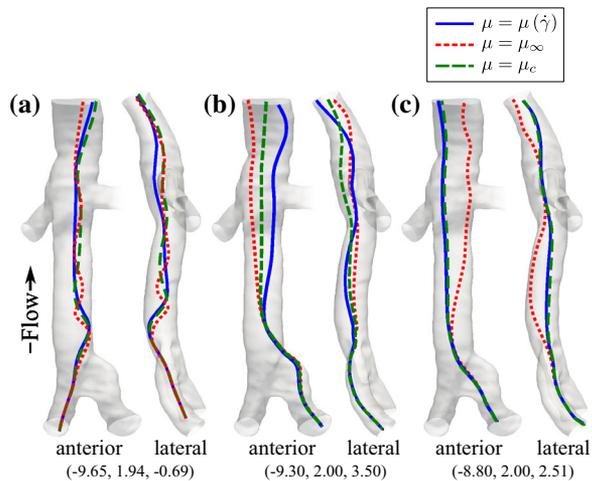 μ = μ (γ̇)
μ = μ∞
μ = μc
(a) (b) (c)
–Flow→
anterior lateral anterior lateral anterior lateral
(-9.65, 1.94, -0.69) (-9.30, 2.00, 3.50) (-8.80, 2.00, 2.51)